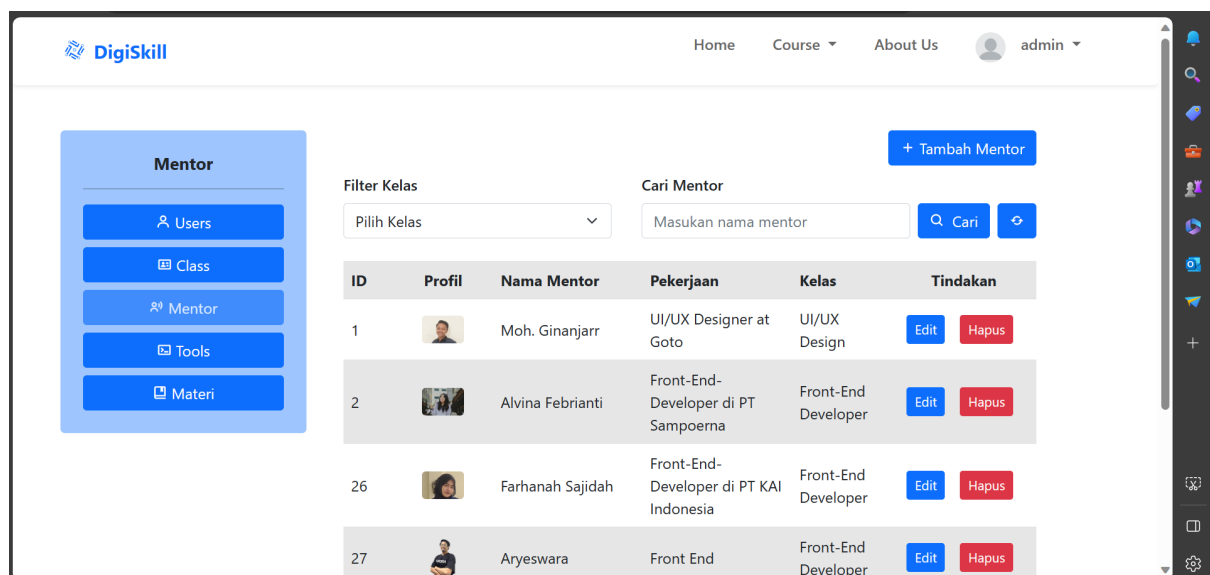 DigiSkill
Home Course About Us admin
Mentor
Users
Class
Mentor
Tools
Materi
+ Tambah Mentor
Filter Kelas
Cari Mentor
Pilih Kelas
Masukan nama mentor
Cari
ID Profil Nama Mentor Pekerjaan Kelas Tindakan
1 Moh. Ginanjarr
UI/UX Designer at
Goto
UI/UX
Design
Edit Hapus
2 Alvina Febrianti
Front-End-
Developer di PT
Sampoerna
Front-End
Developer
Edit Hapus
26 Farhanah Sajidah
Front-End-
Developer di PT KAI
Indonesia
Front-End
Developer
Edit Hapus
27 Aryeswara
Front End
Front-End
Developer
Edit Hapus